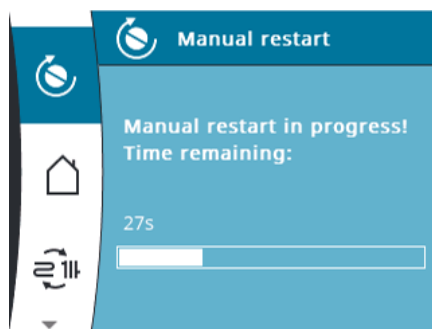 Manual restart
Manual restart in progress!
Time remaining:
27s